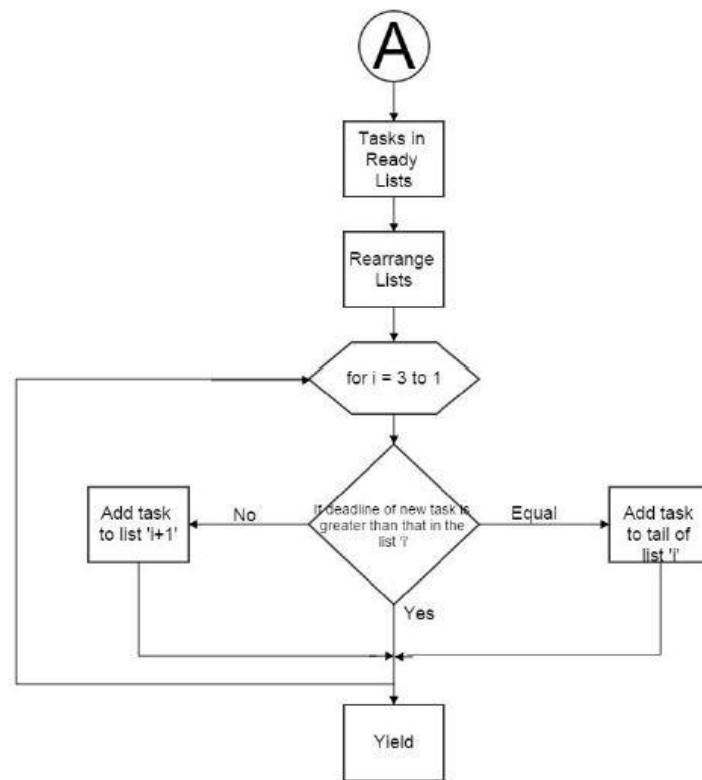 A
Tasks in
Ready
Lists
Rearrange
Lists
for i = 3 to 1
If deadline of new task is
greater than that in the
list 'i'
No
Equal
Add task
to list 'i+1'
Add task
to tail of
list 'i'
Yes
Yield